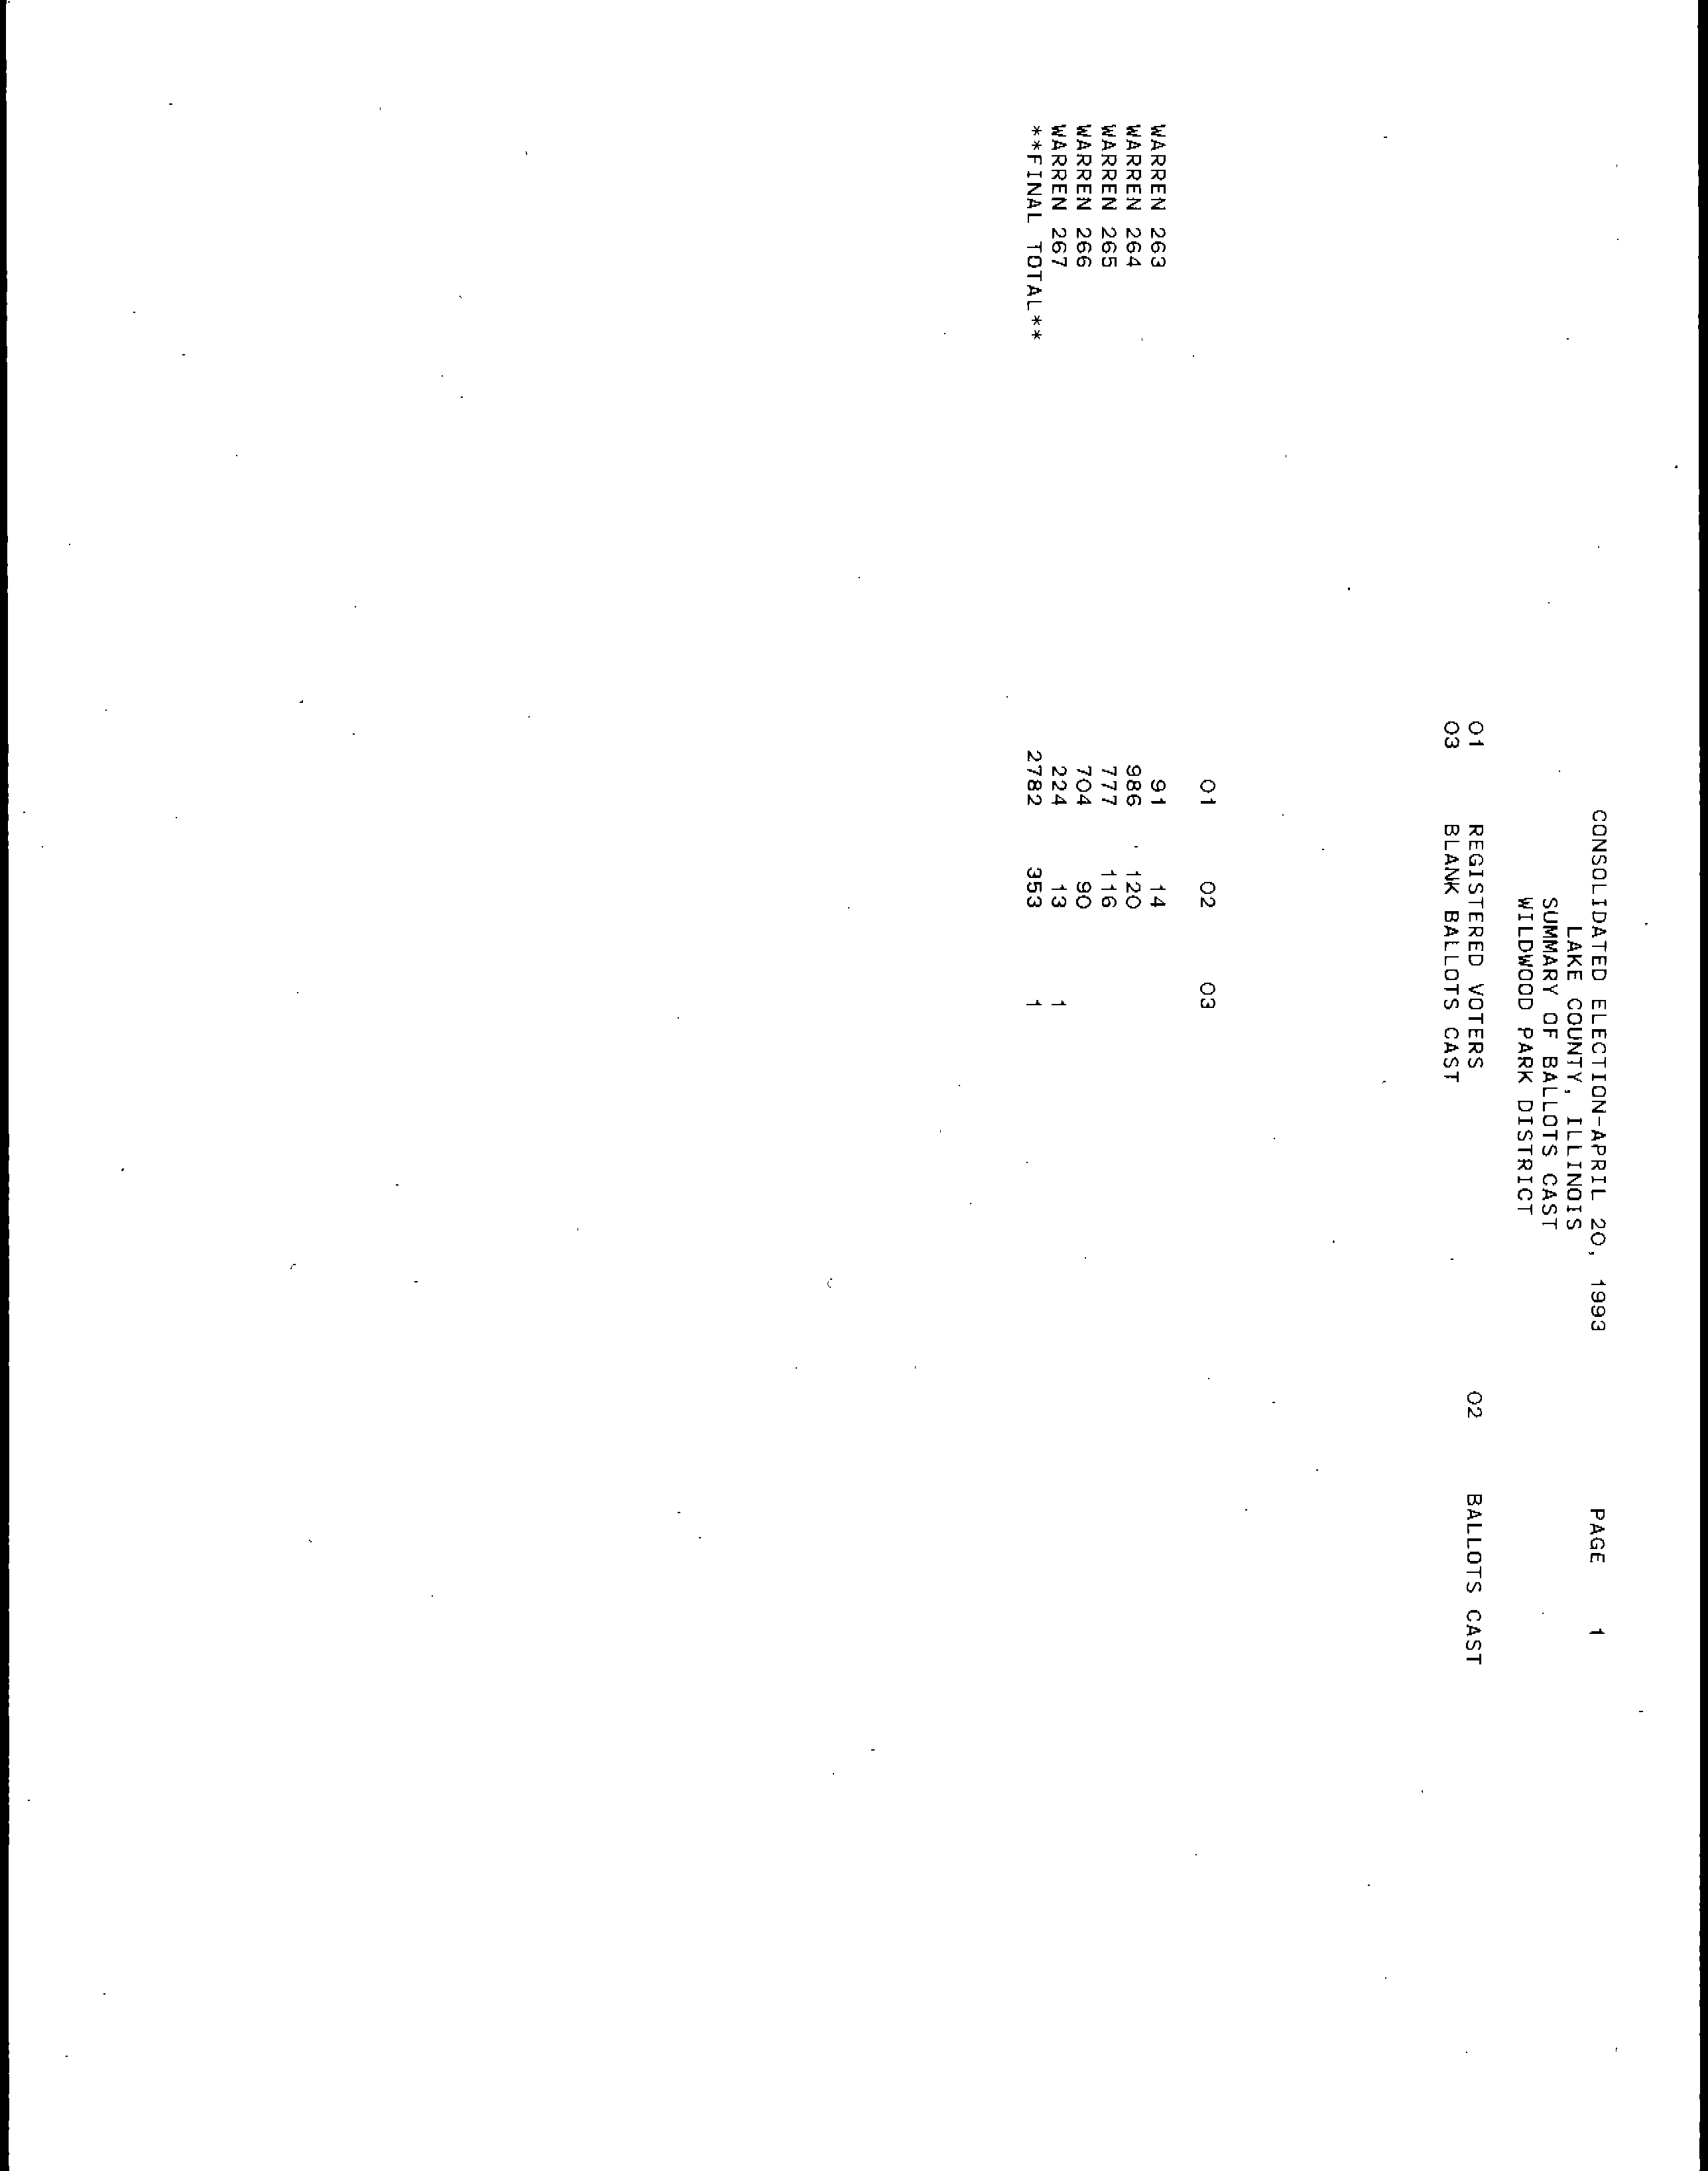 CONSOLIDATED ELECTION-APRIL 20, 1993 PAGE 1
LAKE COUNTY, ILLINOIS
SUMMARY OF BALLOTS CAST
WILDWOOD PARK DISTRICT
01 REGISTERED VOTERS 02 BALLOTS CAST
03 BLANK BALLOTS CAST
01 02 03
WARREN 263 91 14
WARREN 264 986 120
WARREN 265 777 116
WARREN 266 704 90
WARREN 267 224 13 1
**FINAL TOTAL** 2782 353 1